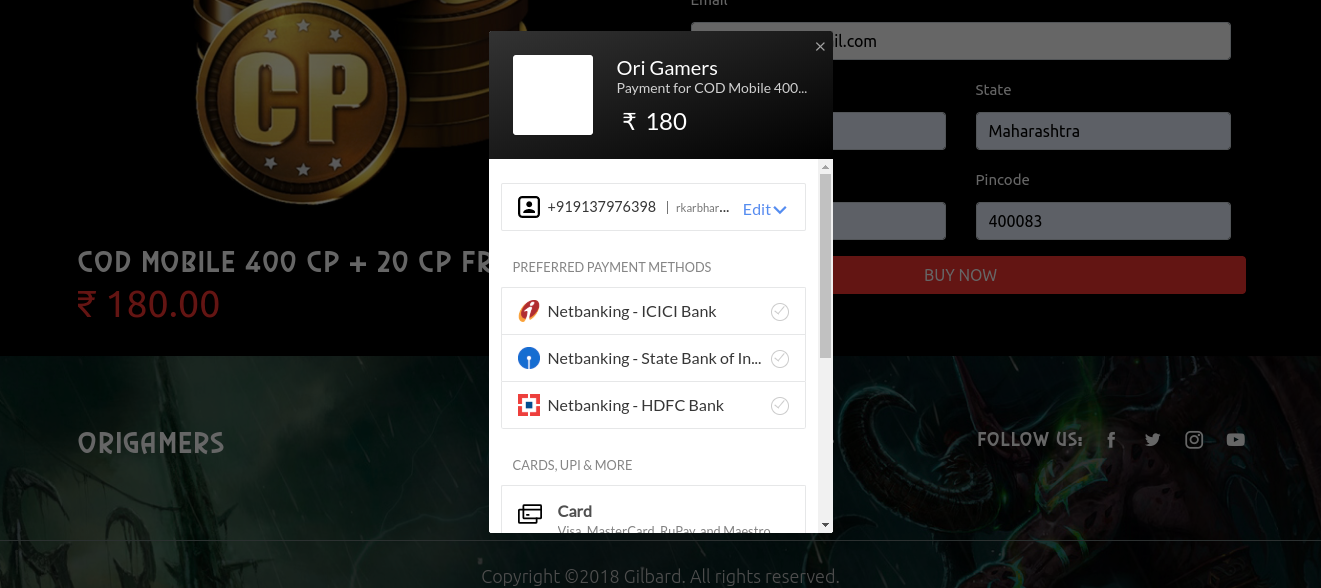 Email
il.com
CP
Ori Gamers
Payment for COD Mobile 400...
₹ 180
State
Maharashtra
Pincode
400083
+919137976398 | rkarbhar... Edit
COD MOBILE 400 CP + 20 CP FR
₹ 180.00
BUY NOW
PREFERRED PAYMENT METHODS
Netbanking - ICICI Bank
Netbanking - State Bank of In...
Netbanking - HDFC Bank
ORIGAMERS
FOLLOW US:
CARDS, UPI & MORE
Card
Visa, MasterCard, RuPay, and Maestro
Copyright ©2018 Gilbard. All rights reserved.